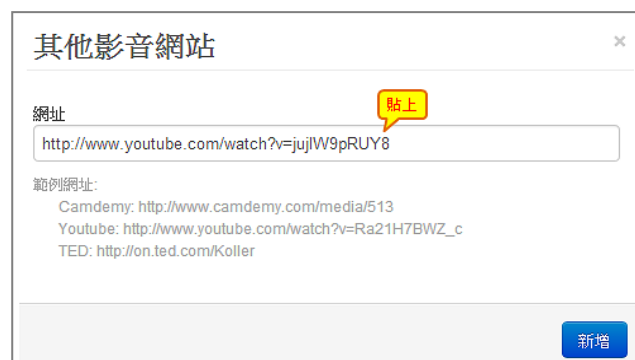 其他影音網站
×
網址
貼上
http://www.youtube.com/watch?v=jujIW9pRUY8
範例網址:
Camdemy: http://www.camdemy.com/media/513
Youtube: http://www.youtube.com/watch?v=Ra21H7BWZ_c
TED: http://on.ted.com/Koller
新增